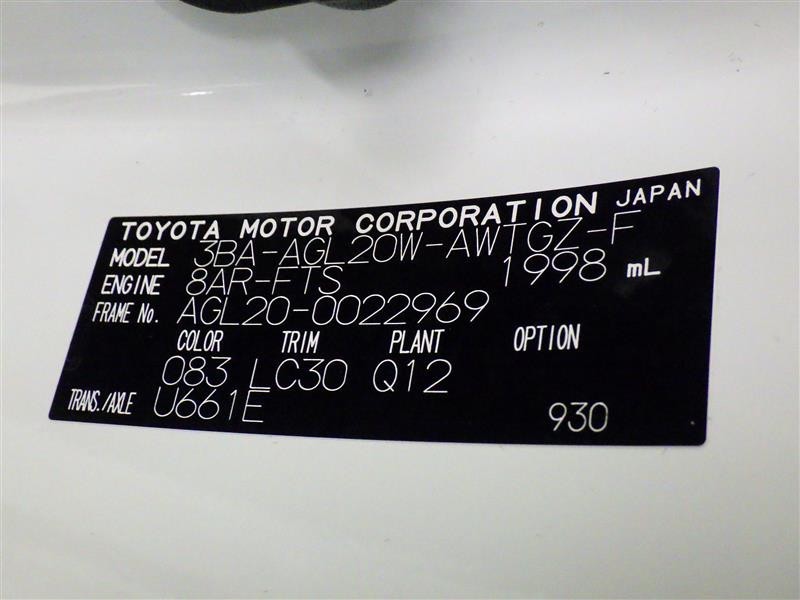 TOYOTA MOTOR CORPORATION JAPAN
MODEL 3BA-AGL20W-AWTGZ-F
ENGINE 8AR-FTS 1998 mL
FRAME No. AGL20-0022969
COLOR TRIM PLANT OPTION
083 LC30 Q12
TRANS./AXLE U661E 930